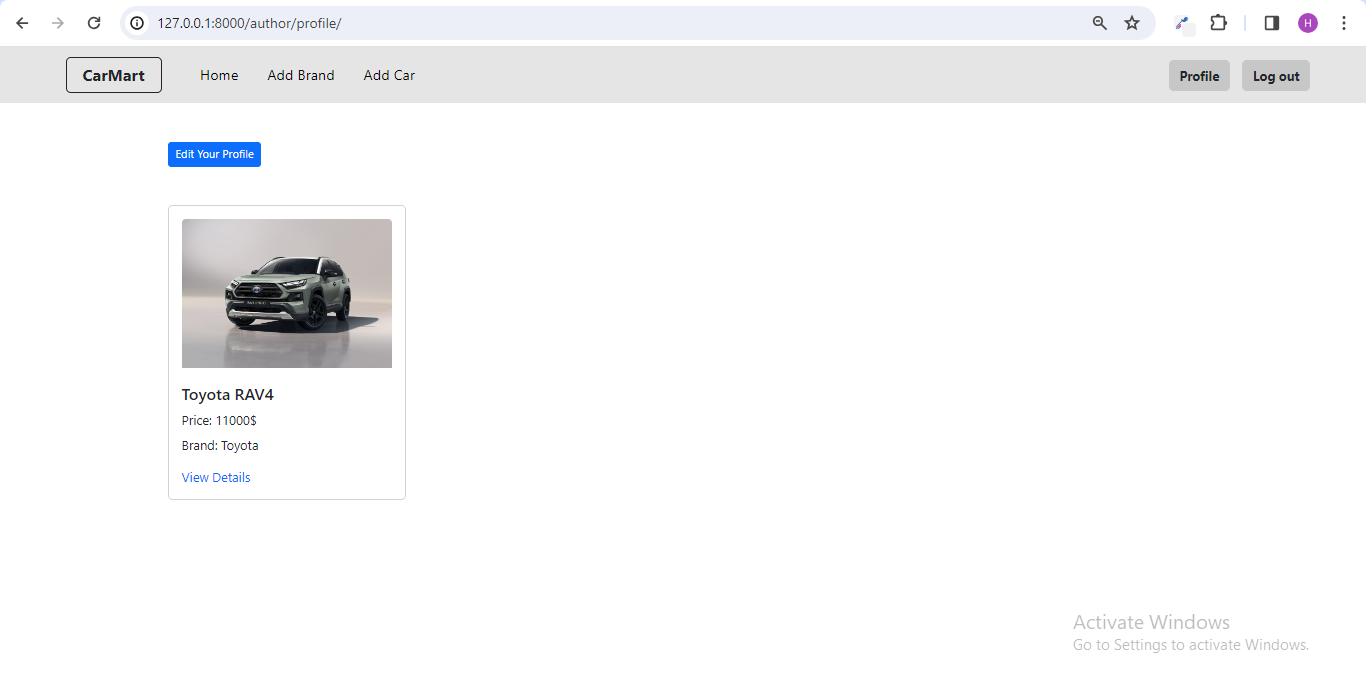 127.0.0.1:8000/author/profile/
H
CarMart
Home
Add Brand
Add Car
Profile
Log out
Edit Your Profile
Toyota RAV4
Price: 11000$
Brand: Toyota
View Details
Activate Windows
Go to Settings to activate Windows.